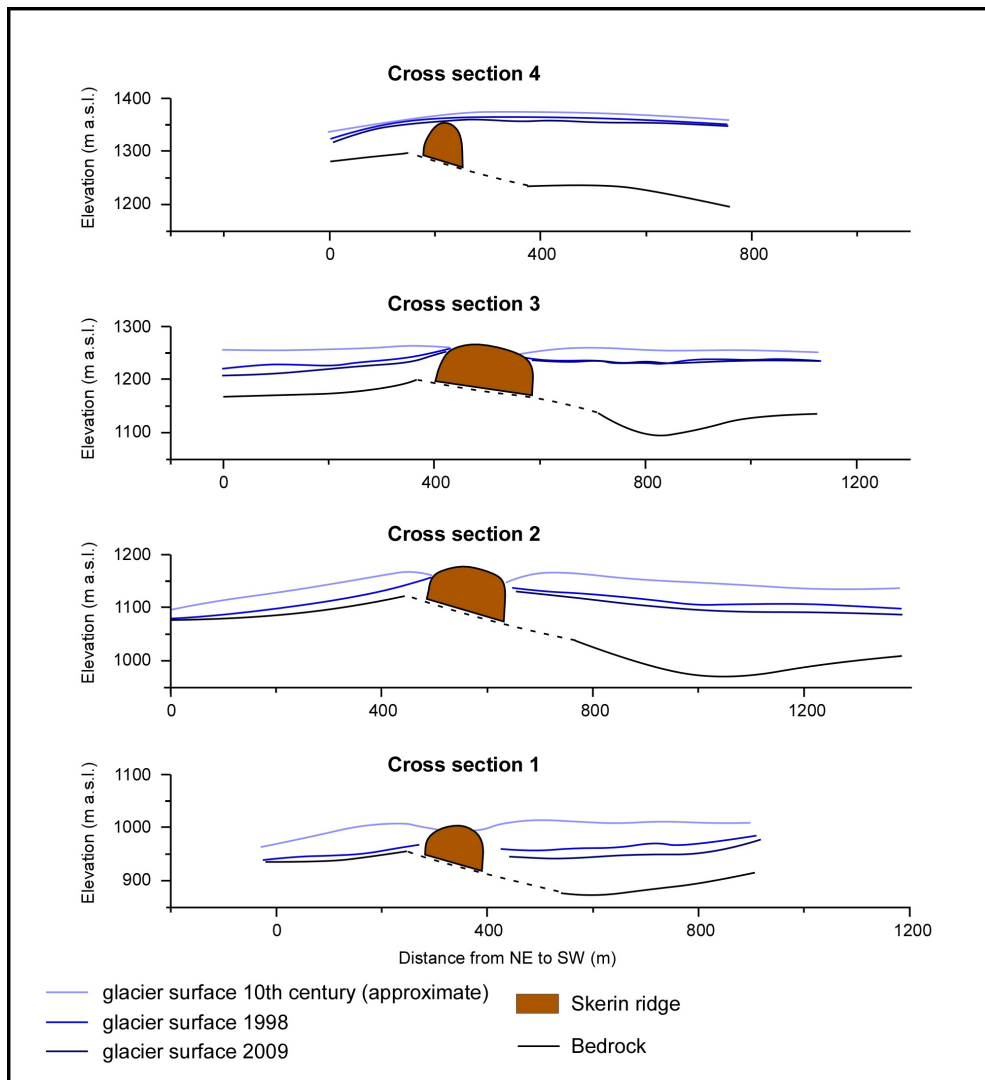 Cross section 4
Elevation (m a.s.l.)
1400
1300
1200
0 400 800
Cross section 3
Elevation (m a.s.l.)
1300
1200
1100
0 400 800 1200
Cross section 2
Elevation (m a.s.l.)
1200
1100
1000
0 400 800 1200
Cross section 1
Elevation (m a.s.l.)
1100
1000
900
0 400 800 1200
Distance from NE to SW (m)
glacier surface 10th century (approximate)
glacier surface 1998
glacier surface 2009
Skerin ridge
Bedrock